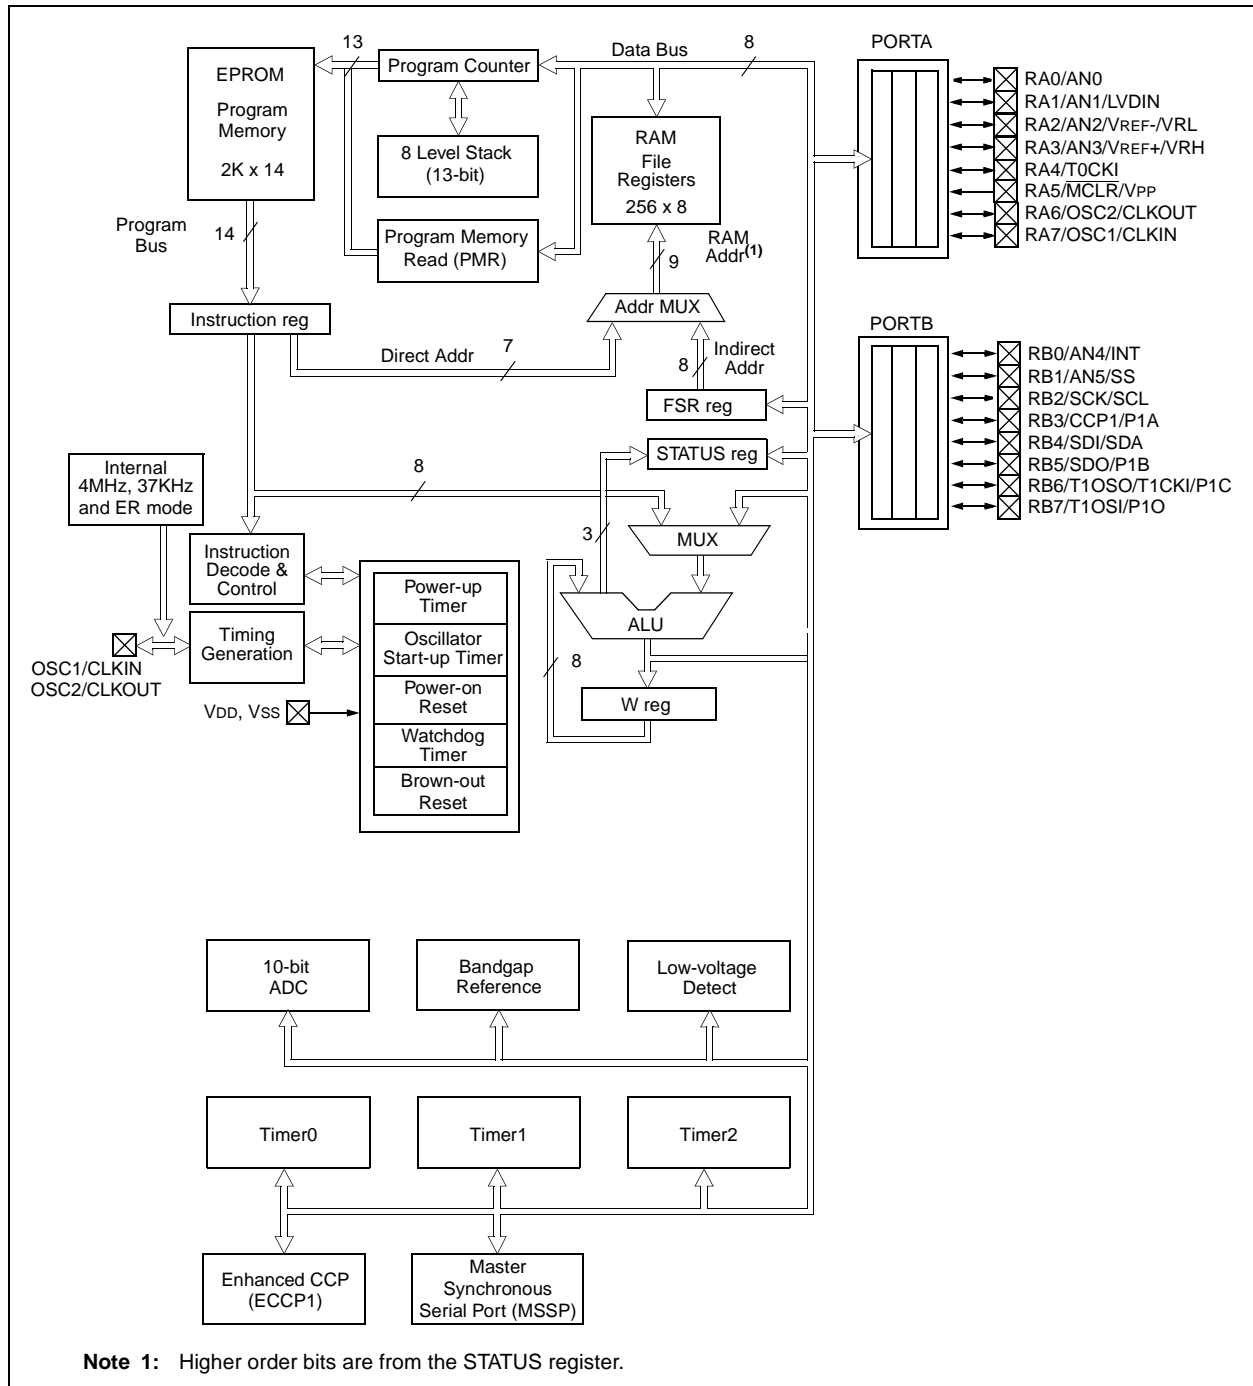 EPROM
Program
Memory
2K x 14
13
Program Counter
Data Bus
8
8 Level Stack
(13-bit)
Program Memory
Read (PMR)
RAM
File
Registers
256 x 8
RAM
Addr(1)
9
Program
Bus
14
Instruction reg
Addr MUX
Direct Addr
7
8
Indirect
Addr
FSR reg
STATUS reg
PORTA
RA0/AN0
RA1/AN1/LVDIN
RA2/AN2/VREF-/VRL
RA3/AN3/VREF+/VRH
RA4/T0CKI
RA5/MCLR/VPP
RA6/OSC2/CLKOUT
RA7/OSC1/CLKIN
PORTB
RB0/AN4/INT
RB1/AN5/SS
RB2/SCK/SCL
RB3/CCP1/P1A
RB4/SDI/SDA
RB5/SDO/P1B
RB6/T1OSO/T1CKI/P1C
RB7/T1OSI/P1O
Internal
4MHz, 37KHz
and ER mode
8
3
MUX
Instruction
Decode &
Control
Timing
Generation
OSC1/CLKIN
OSC2/CLKOUT
VDD, VSS
Power-up
Timer
Oscillator
Start-up Timer
Power-on
Reset
Watchdog
Timer
Brown-out
Reset
ALU
8
W reg
10-bit
ADC
Bandgap
Reference
Low-voltage
Detect
Timer0
Timer1
Timer2
Enhanced CCP
(ECCP1)
Master
Synchronous
Serial Port (MSSP)
Note 1: Higher order bits are from the STATUS register.